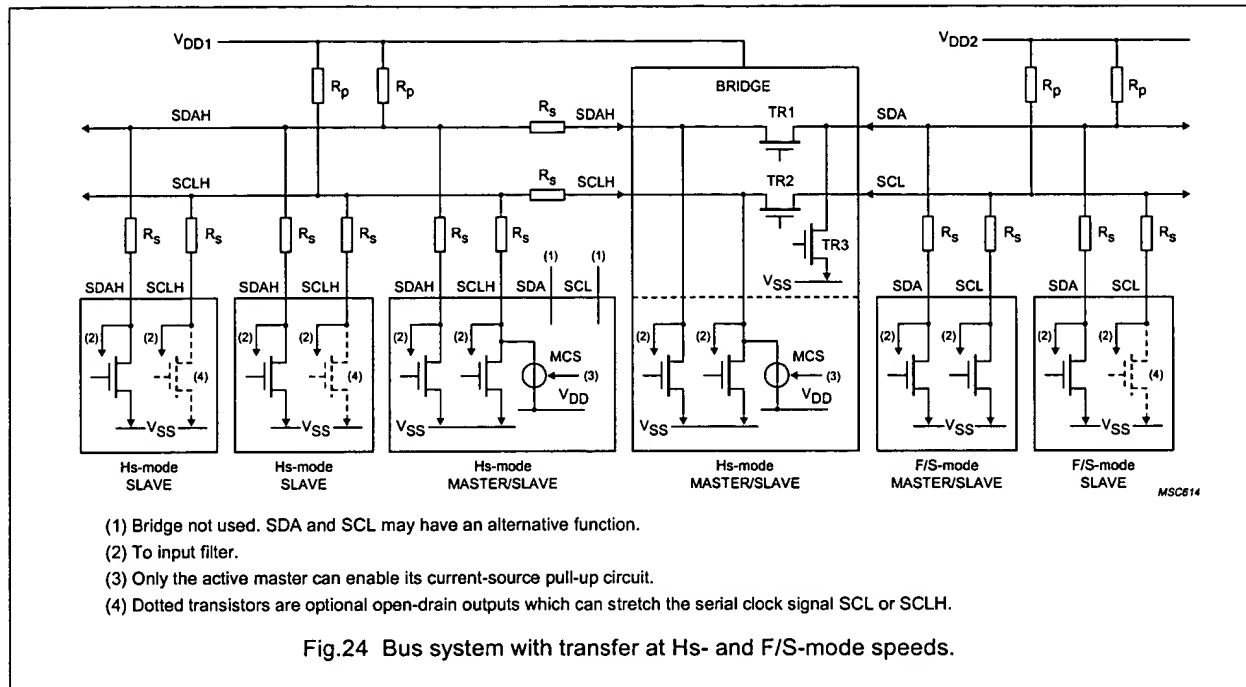 VDD1
VDD2
BRIDGE
Rp Rp Rp Rp
Rs
SDAH SDAH TR1 SDA
Rs
SCLH SCLH TR2 SCL
Rs Rs Rs Rs Rs Rs Rs Rs Rs Rs
TR3
VSS
(1) (1)
SDAH SCLH SDAH SCLH SDAH SCLH SDA SCL SDA SCL SDA SCL
(2) (2) (2) (2) (2) (2) (2) (2) (2) (2) (2) (2)
(4) (4) MCS (3) MCS (3) (4)
VDD VDD
VSS VSS VSS VSS VSS VSS
Hs-mode
SLAVE
Hs-mode
SLAVE
Hs-mode
MASTER/SLAVE
Hs-mode
MASTER/SLAVE
F/S-mode
MASTER/SLAVE
F/S-mode
SLAVE
MSC614
(1) Bridge not used. SDA and SCL may have an alternative function.
(2) To input filter.
(3) Only the active master can enable its current-source pull-up circuit.
(4) Dotted transistors are optional open-drain outputs which can stretch the serial clock signal SCL or SCLH.
Fig.24 Bus system with transfer at Hs- and F/S-mode speeds.